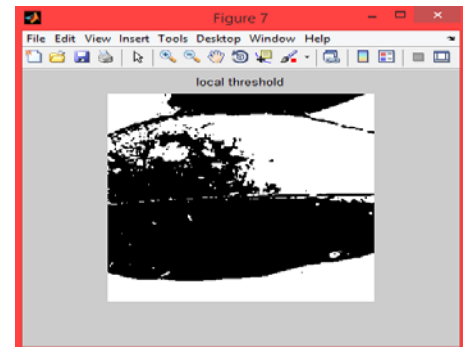 Figure 7
File Edit View Insert Tools Desktop Window Help
local threshold